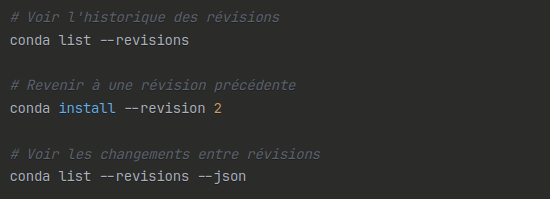 # Voir l'historique des révisions
conda list --revisions
# Revenir à une révision précédente
conda install --revision 2
# Voir les changements entre révisions
conda list --revisions --json